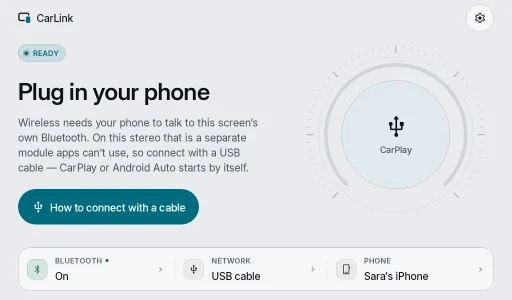 CarLink
READY
Plug in your phone
Wireless needs your phone to talk to this screen’s
own Bluetooth. On this stereo that is a separate
module apps can’t use, so connect with a USB
cable — CarPlay or Android Auto starts by itself.
How to connect with a cable
CarPlay
BLUETOOTH
On
NETWORK
USB cable
PHONE
Sara’s iPhone